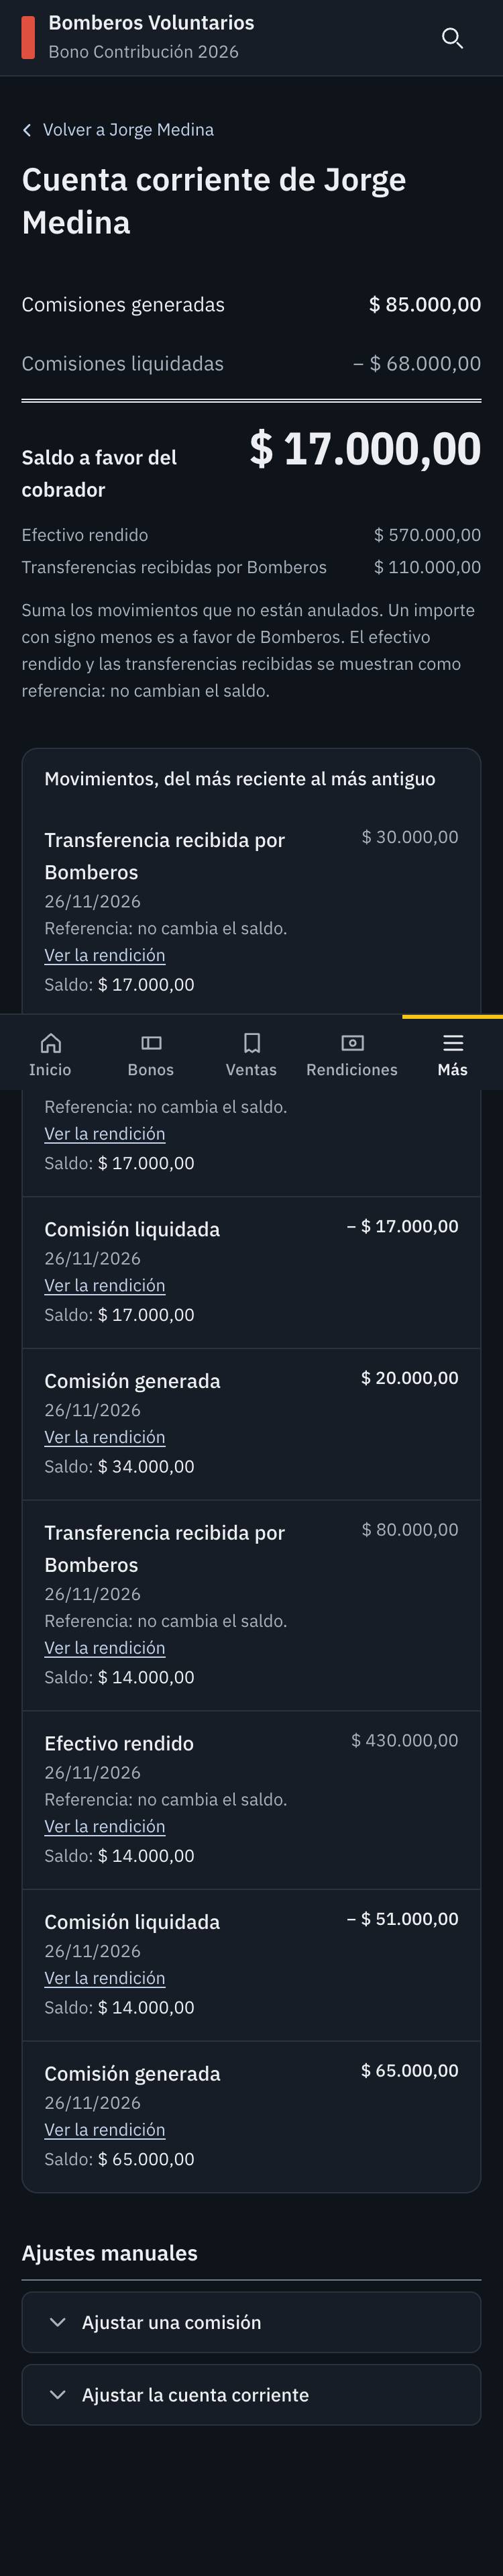 Bomberos Voluntarios
Bono Contribución 2026
Volver a Jorge Medina
Cuenta corriente de Jorge
Medina
Comisiones generadas $ 85.000,00
Comisiones liquidadas − $ 68.000,00
Saldo a favor del
cobrador $ 17.000,00
Efectivo rendido $ 570.000,00
Transferencias recibidas por Bomberos $ 110.000,00
Suma los movimientos que no están anulados. Un importe
con signo menos es a favor de Bomberos. El efectivo
rendido y las transferencias recibidas se muestran como
referencia: no cambian el saldo.
Movimientos, del más reciente al más antiguo
Transferencia recibida por $ 30.000,00
Bomberos
26/11/2026
Referencia: no cambia el saldo.
Ver la rendición
Saldo: $ 17.000,00
Inicio Bonos Ventas Rendiciones Más
Referencia: no cambia el saldo.
Ver la rendición
Saldo: $ 17.000,00
Comisión liquidada − $ 17.000,00
26/11/2026
Ver la rendición
Saldo: $ 17.000,00
Comisión generada $ 20.000,00
26/11/2026
Ver la rendición
Saldo: $ 34.000,00
Transferencia recibida por $ 80.000,00
Bomberos
26/11/2026
Referencia: no cambia el saldo.
Ver la rendición
Saldo: $ 14.000,00
Efectivo rendido $ 430.000,00
26/11/2026
Referencia: no cambia el saldo.
Ver la rendición
Saldo: $ 14.000,00
Comisión liquidada − $ 51.000,00
26/11/2026
Ver la rendición
Saldo: $ 14.000,00
Comisión generada $ 65.000,00
26/11/2026
Ver la rendición
Saldo: $ 65.000,00
Ajustes manuales
Ajustar una comisión
Ajustar la cuenta corriente